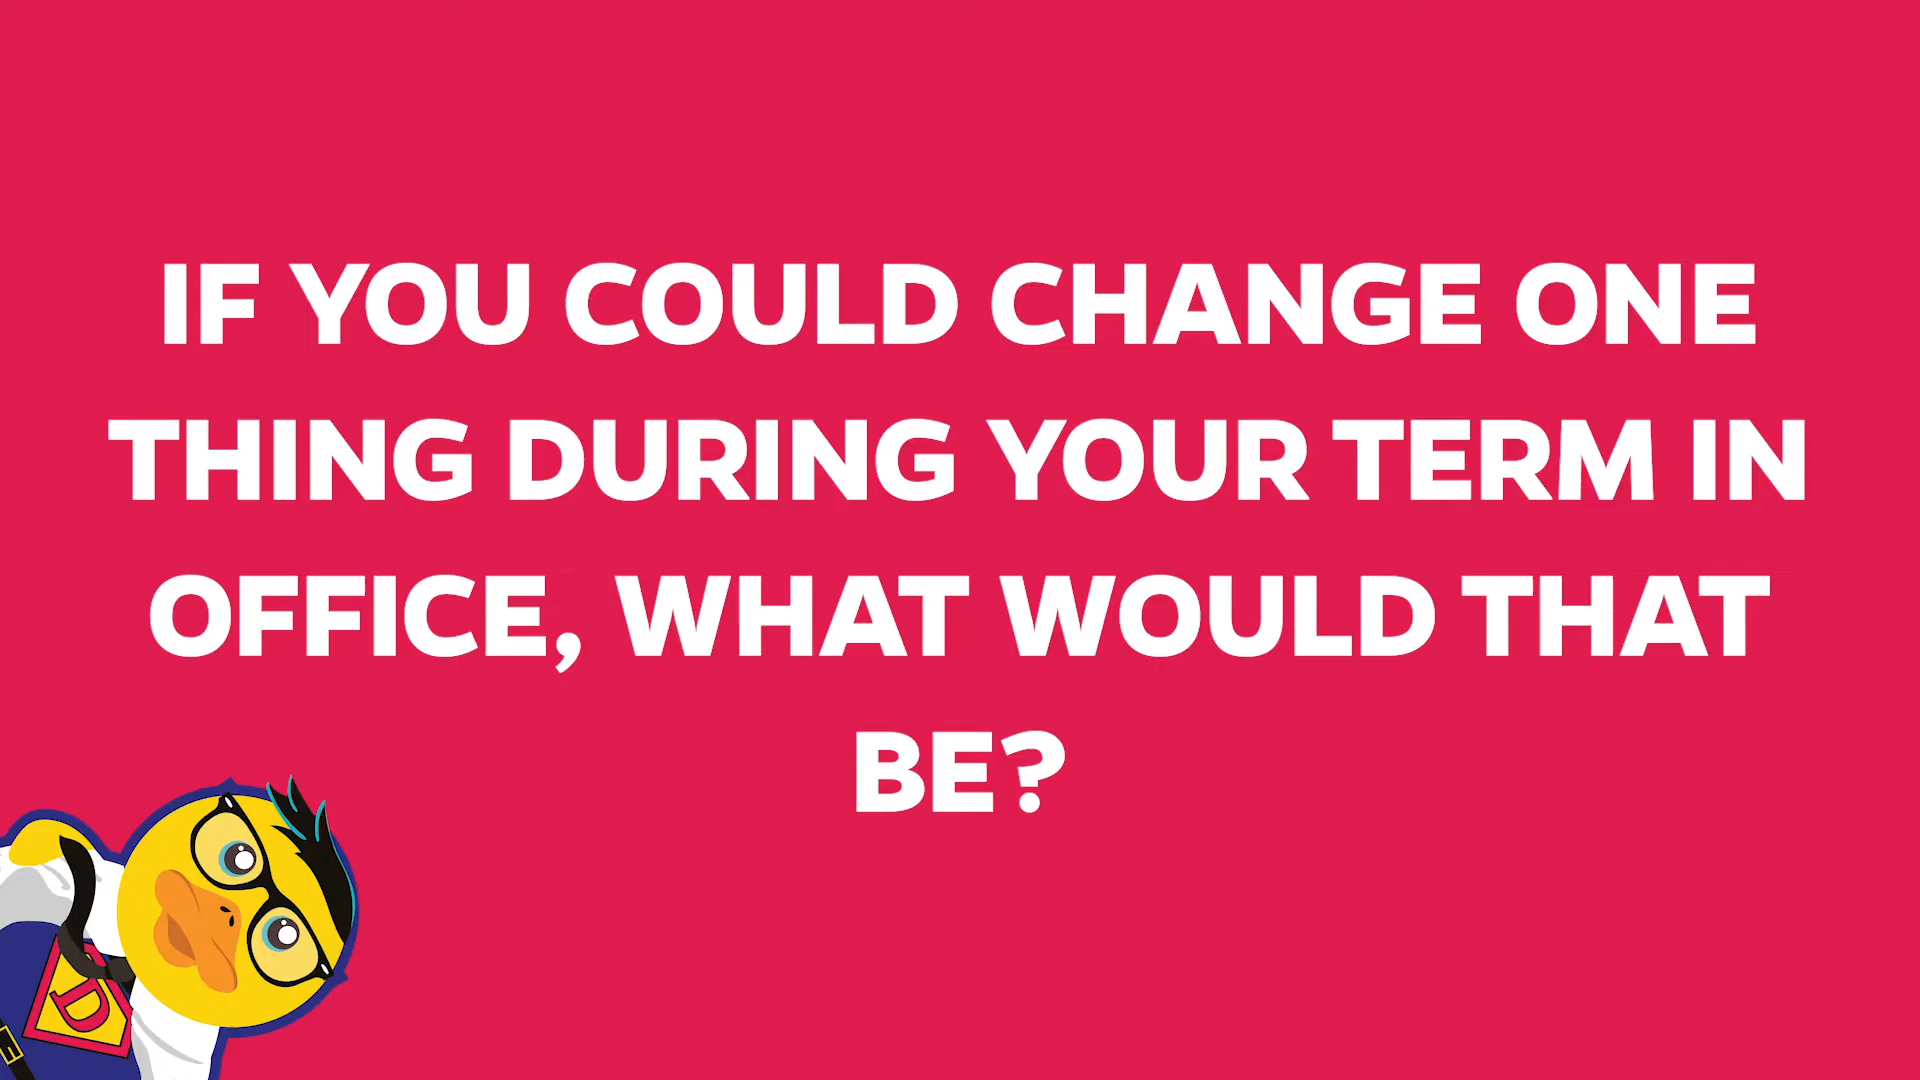 IF YOU COULD CHANGE ONE
THING DURING YOUR TERM IN
OFFICE, WHAT WOULD THAT
BE?
D